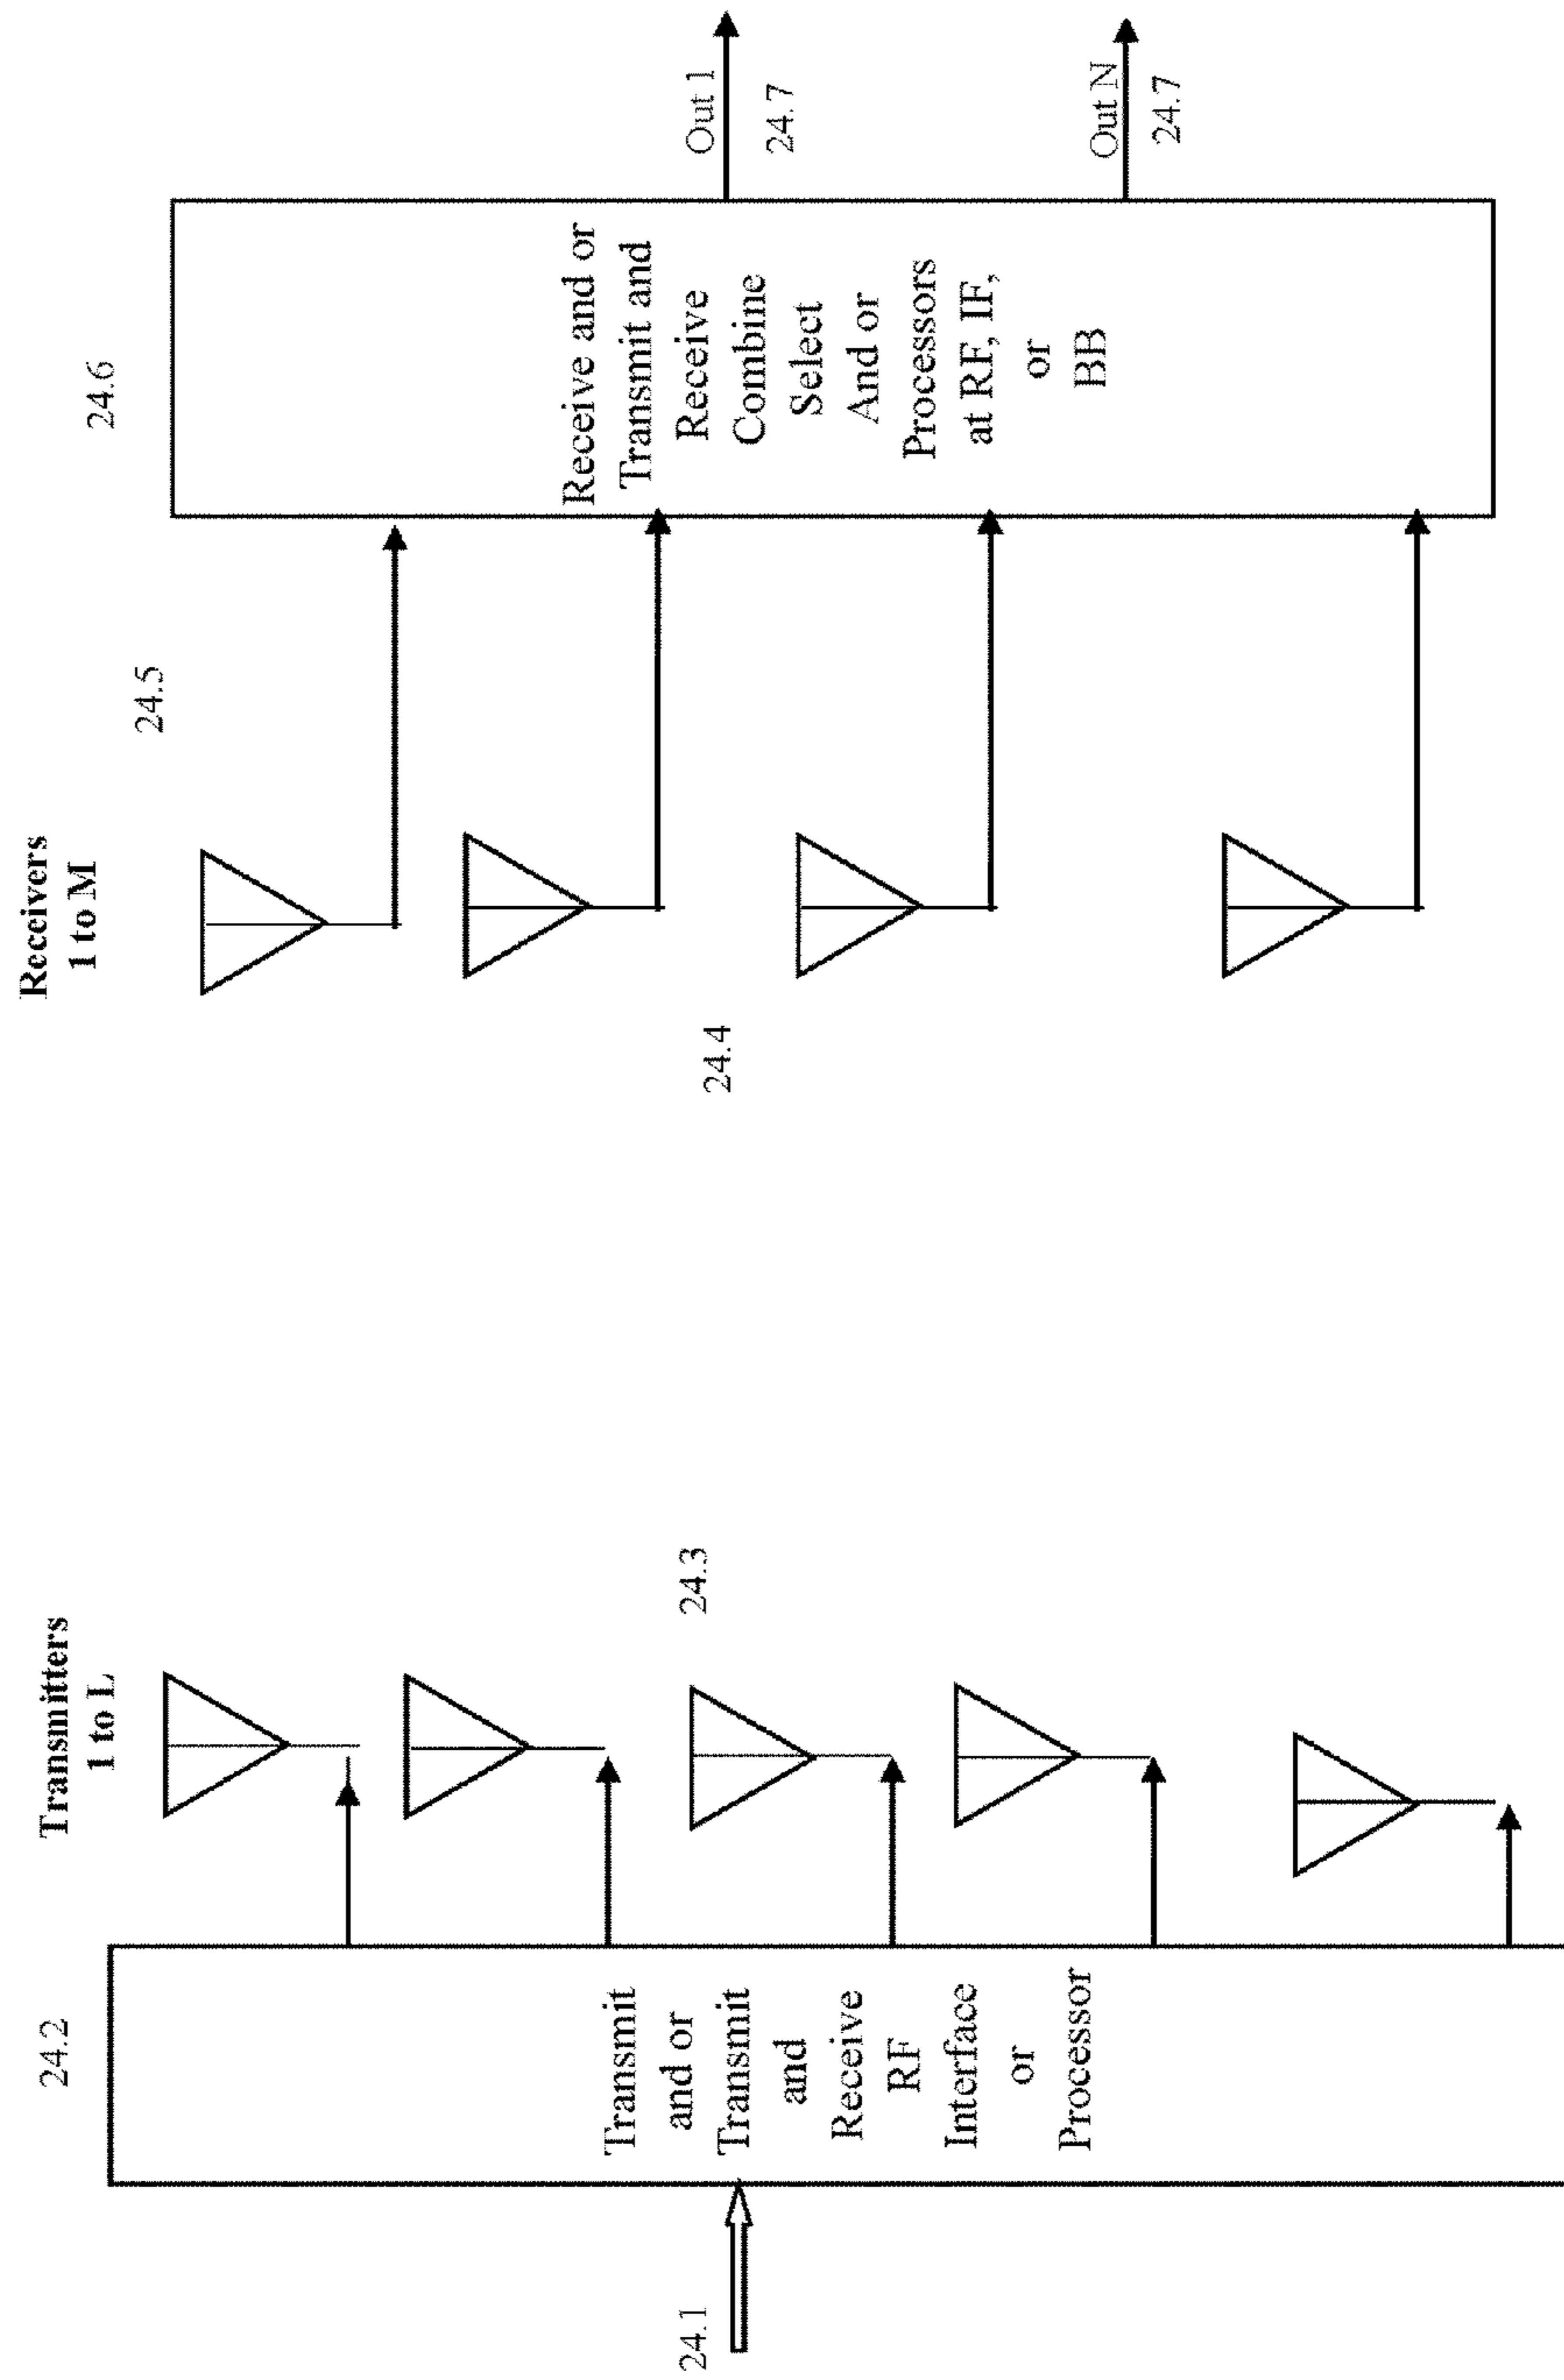 24.1
24.2
Transmit
and or
Transmit
and
Receive
RF
Interface
or
Processor
Transmitters
1 to L
24.3
24.4
Receivers
1 to M
24.5
24.6
Receive and or
Transmit and
Receive
Combine
Select
And or
Processors
at RF, IF,
or
BB
Out 1
24.7
Out N
24.7